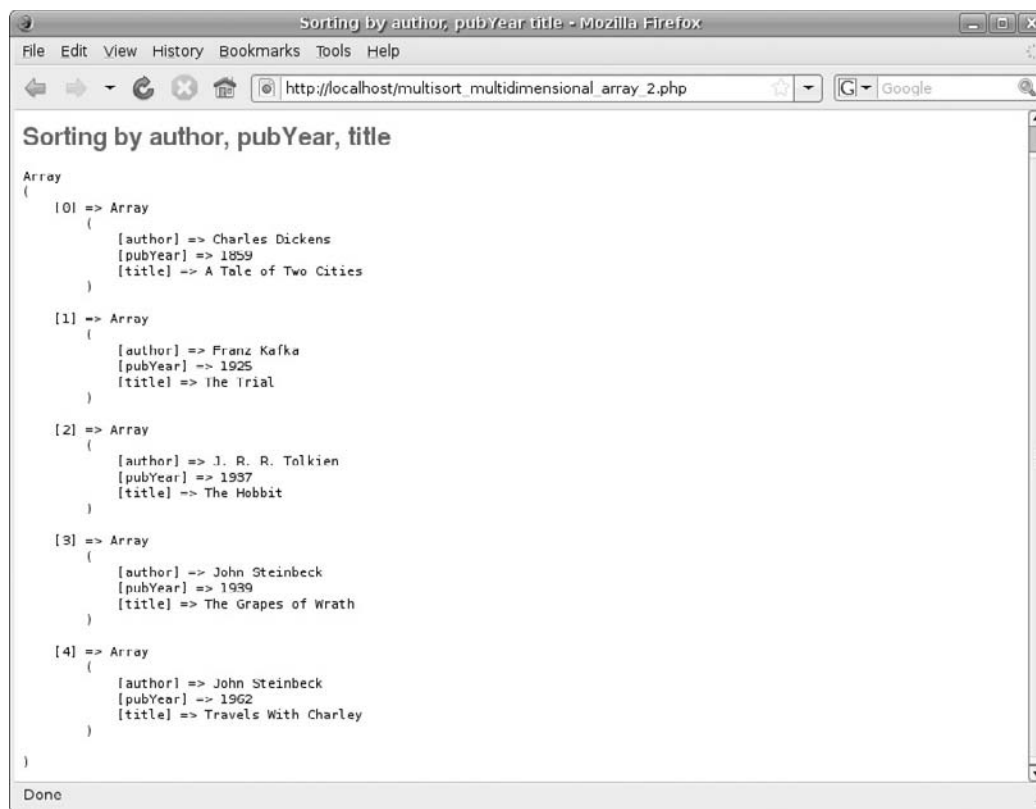 Sorting by author, pubYear title - Mozilla Firefox
File Edit View History Bookmarks Tools Help
http://localhost/multisort_multidimensional_array_2.php
G Google
Sorting by author, pubYear, title
Array
(
[0] => Array
(
[author] => Charles Dickens
[pubYear] => 1859
[title] => A Tale of Two Cities
)
[1] => Array
(
[author] => Franz Kafka
[pubYear] => 1925
[title] => The Trial
)
[2] => Array
(
[author] => J. R. R. Tolkien
[pubYear] => 1937
[title] => The Hobbit
)
[3] => Array
(
[author] => John Steinbeck
[pubYear] => 1939
[title] => The Grapes of Wrath
)
[4] => Array
(
[author] => John Steinbeck
[pubYear] => 1962
[title] => Travels With Charley
)
)
Done